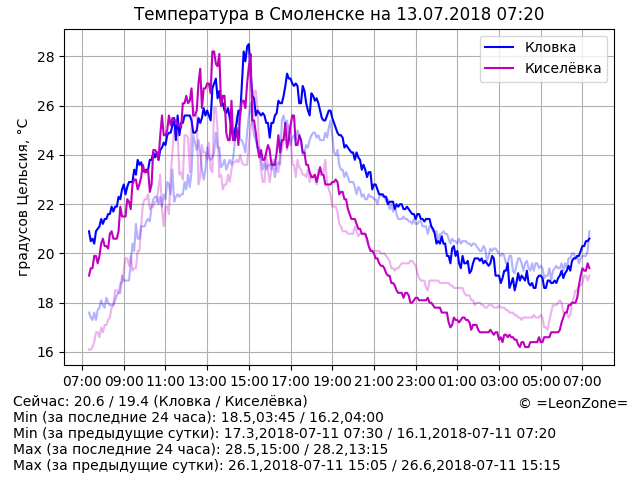 Температура в Смоленске на 13.07.2018 07:20
градусов Цельсия, °C
28
26
24
22
20
18
16
Кловка
Киселёвка
07:00 09:00 11:00 13:00 15:00 17:00 19:00 21:00 23:00 01:00 03:00 05:00 07:00
Сейчас: 20.6 / 19.4 (Кловка / Киселёвка)
© =LeonZone=
Min (за последние 24 часа): 18.5,03:45 / 16.2,04:00
Min (за предыдущие сутки): 17.3,2018-07-11 07:30 / 16.1,2018-07-11 07:20
Max (за последние 24 часа): 28.5,15:00 / 28.2,13:15
Max (за предыдущие сутки): 26.1,2018-07-11 15:05 / 26.6,2018-07-11 15:15